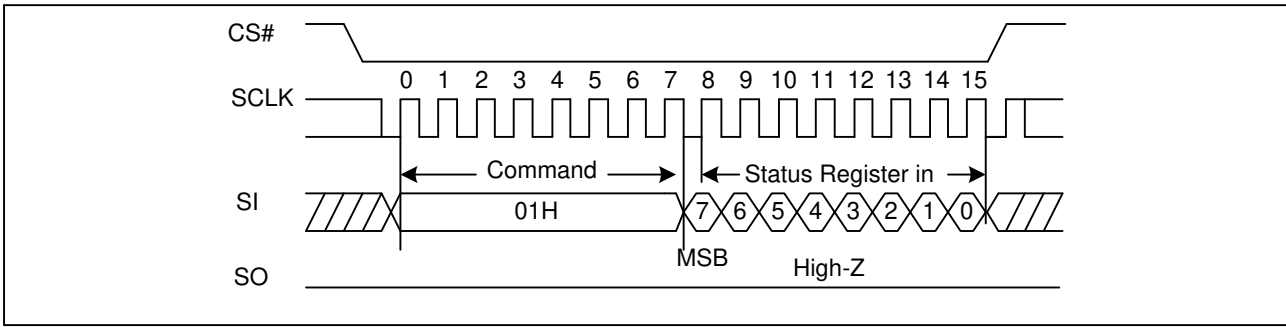 CS#
0 1 2 3 4 5 6 7 8 9 10 11 12 13 14 15
SCLK
Command Status Register in
SI 01H 7 6 5 4 3 2 1 0
MSB High-Z
SO